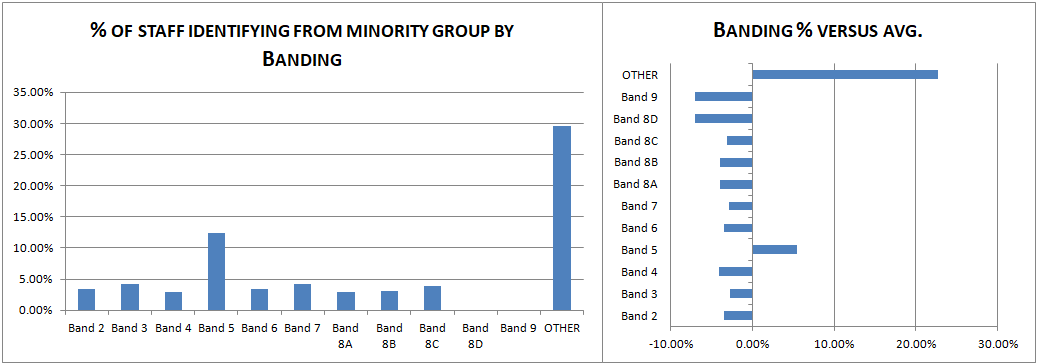 % OF STAFF IDENTIFYING FROM MINORITY GROUP BY
BANDING
35.00%
30.00%
25.00%
20.00%
15.00%
10.00%
5.00%
0.00%
Band 2 Band 3 Band 4 Band 5 Band 6 Band 7 Band 8A Band 8B Band 8C Band 8D Band 9 OTHER
BANDING % VERSUS AVG.
OTHER
Band 9
Band 8D
Band 8C
Band 8B
Band 8A
Band 7
Band 6
Band 5
Band 4
Band 3
Band 2
-10.00% 0.00% 10.00% 20.00% 30.00%